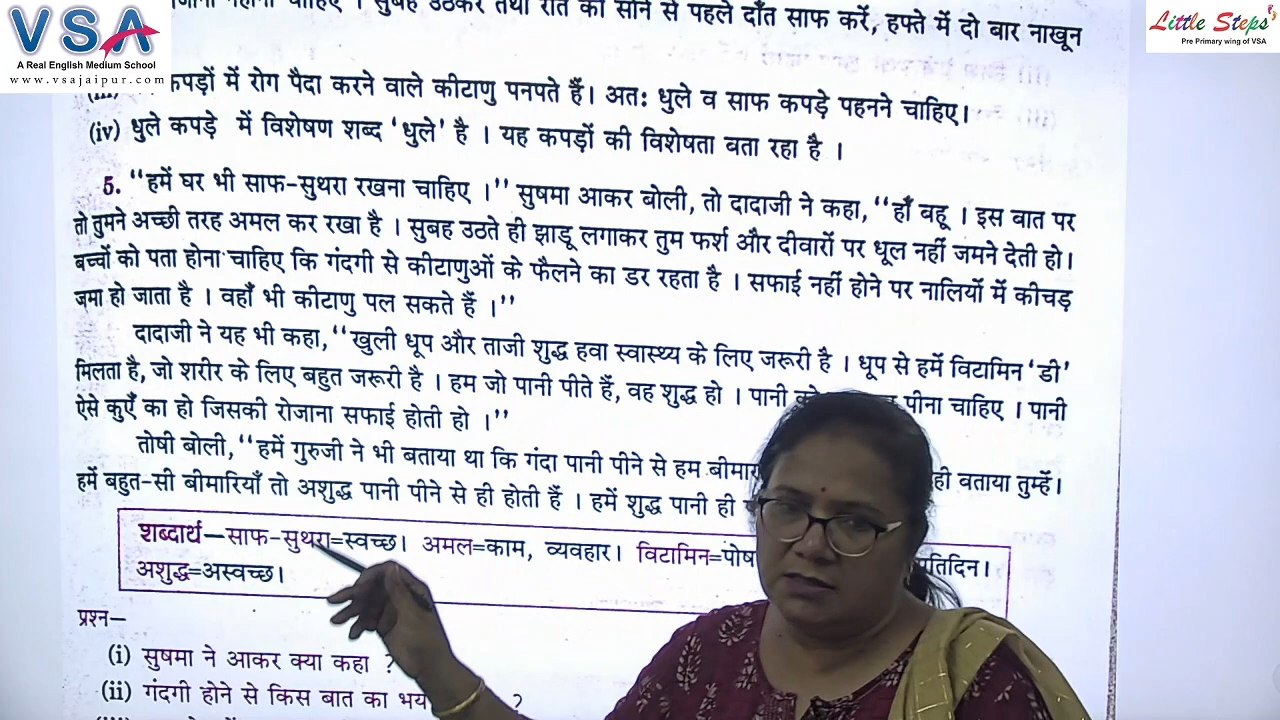 VSA
A Real English Medium School
www.vsajaipur.com
Little Steps
Pre Primary wing of VSA
नहाना चाहिए । सुबह उठकर तथा रात को सोने से पहले दाँत साफ करें, हफ्ते में दो बार नाखून
कपड़ों में रोग पैदा करने वाले कीटाणु पनपते हैं। अतः धुले व साफ कपड़े पहनने चाहिए।
(iv) धुले कपड़े में विशेषण शब्द ‘धुले’ है । यह कपड़ों की विशेषता बता रहा है ।
5. ‘‘हमें घर भी साफ-सुथरा रखना चाहिए ।’’ सुषमा आकर बोली, तो दादाजी ने कहा, ‘‘हाँ बहू । इस बात पर
तो तुमने अच्छी तरह अमल कर रखा है । सुबह उठते ही झाडू लगाकर तुम फर्श और दीवारों पर धूल नहीं जमने देती हो।
बच्चों को पता होना चाहिए कि गंदगी से कीटाणुओं के फैलने का डर रहता है । सफाई नहीं होने पर नालियों में कीचड़
जमा हो जाता है । वहाँ भी कीटाणु पल सकते हैं ।’’
दादाजी ने यह भी कहा, ‘‘खुली धूप और ताजी शुद्ध हवा स्वास्थ्य के लिए जरूरी है । धूप से हमें विटामिन ‘डी’
मिलता है, जो शरीर के लिए बहुत जरूरी है । हम जो पानी पीते हैं, वह शुद्ध हो । पानी पीना चाहिए । पानी
ऐसे कुएँ का हो जिसकी रोजाना सफाई होती हो ।’’
तोषी बोली, ‘‘हमें गुरुजी ने भी बताया था कि गंदा पानी पीने से हम ही बताया तुम्हें।
हमें बहुत-सी बीमारियाँ तो अशुद्ध पानी पीने से ही होती हैं । हमें शुद्ध पानी ही
शब्दार्थ—साफ-सुथरा=स्वच्छ। अमल=काम, व्यवहार। विटामिन=
अशुद्ध=अस्वच्छ।
प्रश्न—
(i) सुषमा ने आकर क्या कहा ?
(ii) गंदगी होने से किस बात का भय ?